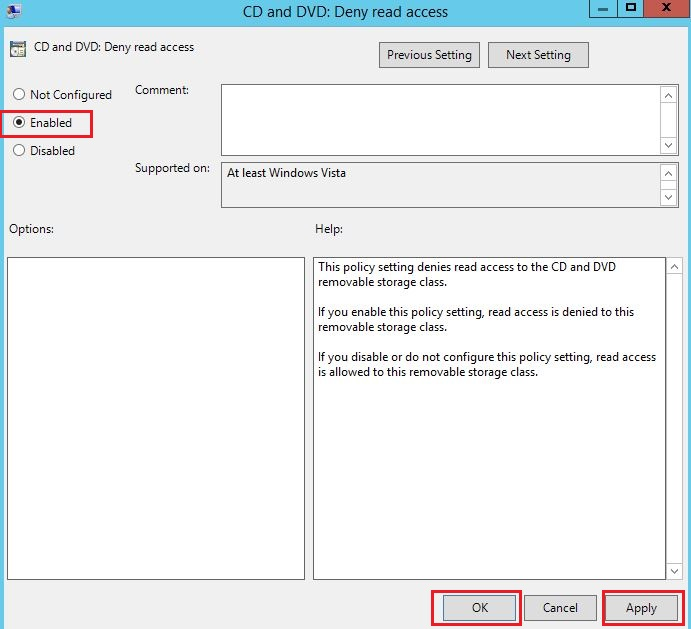 CD and DVD: Deny read access
CD and DVD: Deny read access
Previous Setting
Next Setting
Not Configured
Enabled
Disabled
Comment:
Supported on:
At least Windows Vista
Options:
Help:
This policy setting denies read access to the CD and DVD
removable storage class.
If you enable this policy setting, read access is denied to this
removable storage class.
If you disable or do not configure this policy setting, read access
is allowed to this removable storage class.
OK
Cancel
Apply